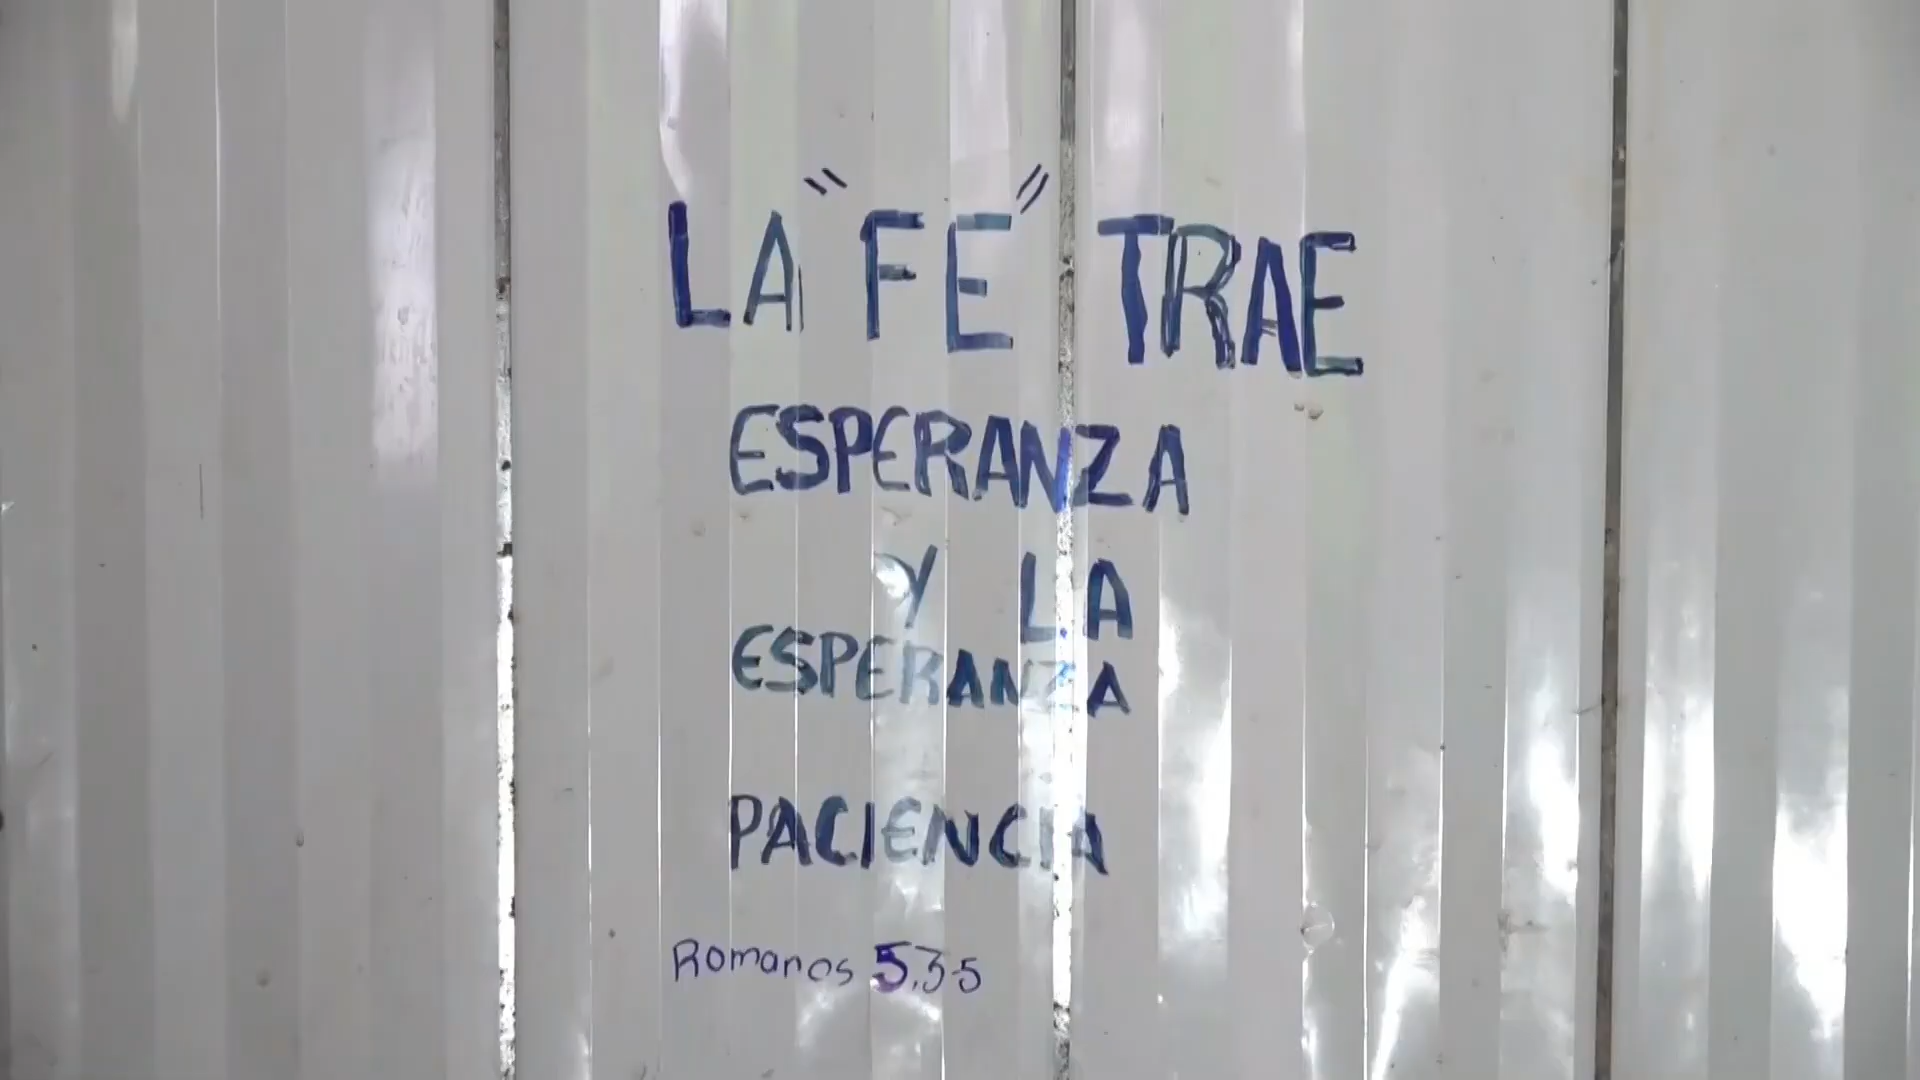 LA "FE" TRAE
ESPERANZA
Y LA
ESPERANZA
PACIENCIA
Romanos 5,3-5